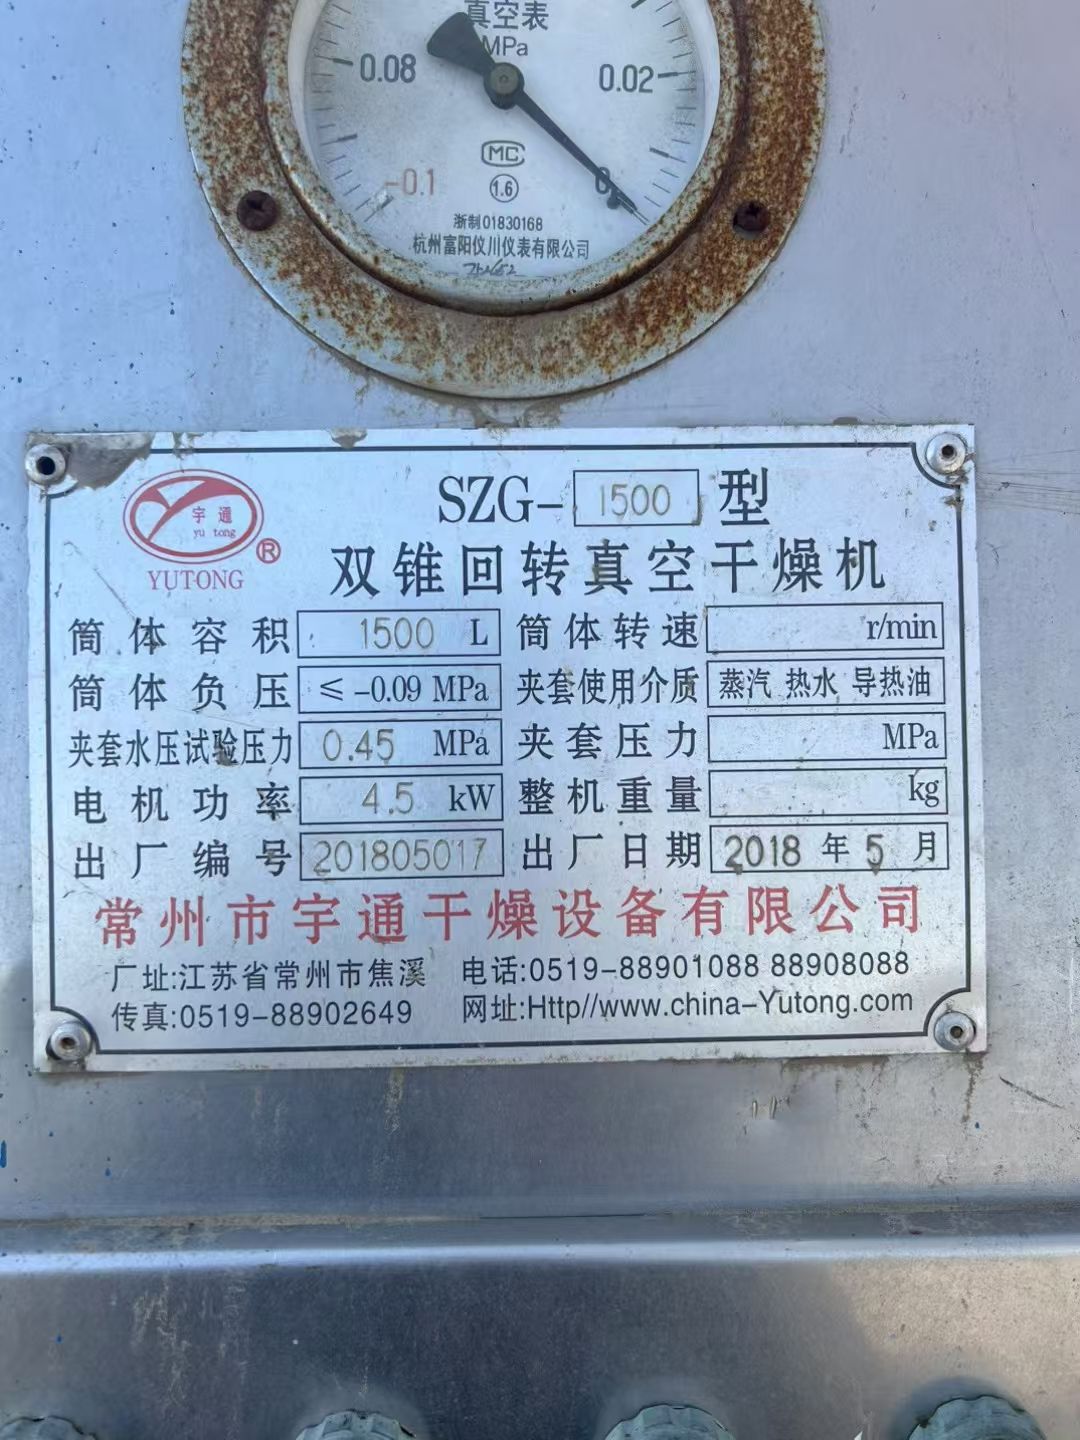 真空表
MPa
0.08
0.02
-0.1
0
MC
1.6
浙制01830168
杭州富阳仪川仪表有限公司
宇通
yu tong
®
YUTONG
SZG-1500型
双锥回转真空干燥机
筒体容积 1500 L 筒体转速 r/min
筒体负压 ≤-0.09 MPa 夹套使用介质 蒸汽 热水 导热油
夹套水压试验压力 0.45 MPa 夹套压力 MPa
电机功率 4.5 kW 整机重量 kg
出厂编号 201805017 出厂日期 2018年5月
常州市宇通干燥设备有限公司
厂址:江苏省常州市焦溪 电话:0519-88901088 88908088
传真:0519-88902649 网址:Http//www.china-Yutong.com